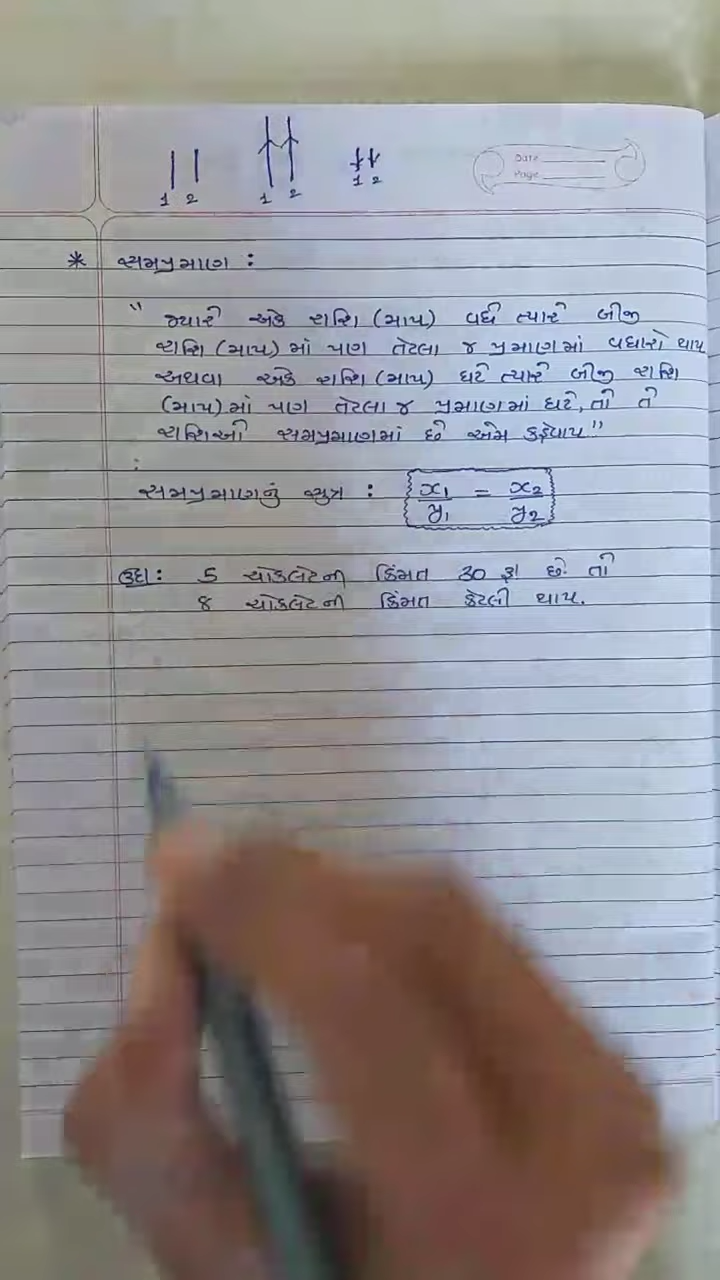 1 2 1 2 1 2
Date
Page
* સમપ્રમાણ :
" જ્યારે એક રાશિ (માપ) વધે ત્યારે બીજી
રાશિ (માપ) માં પણ તેટલા જ પ્રમાણમાં વધારો થાય
અથવા એક રાશિ (માપ) ઘટે ત્યારે બીજી રાશિ
(માપ) માં પણ તેટલા જ પ્રમાણમાં ઘટે, તો તે
રાશિઓ સમપ્રમાણમાં છે એમ કહેવાય "
સમપ્રમાણનું સુત્ર : x₁/y₁ = x₂/y₂
ઉદા: 5 ચોકલેટની કિંમત 30 રૂા છે. તો
8 ચોકલેટની કિંમત કેટલી થાય.